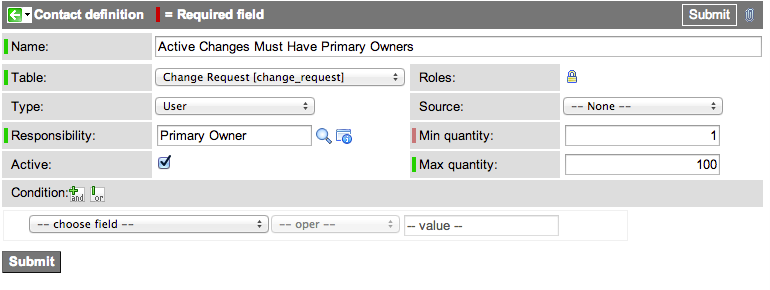 Contact definition = Required field Submit
Name: Active Changes Must Have Primary Owners
Table: Change Request [change_request] Roles:
Type: User Source: -- None --
Responsibility: Primary Owner Min quantity: 1
Active: Max quantity: 100
Condition: and or
-- choose field -- -- oper -- -- value --
Submit